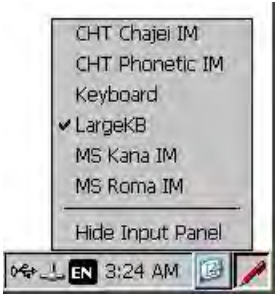 CHT Chajei IM
CHT Phonetic IM
Keyboard
LargeKB
MS Kana IM
MS Roma IM
Hide Input Panel
EN 3:24 AM